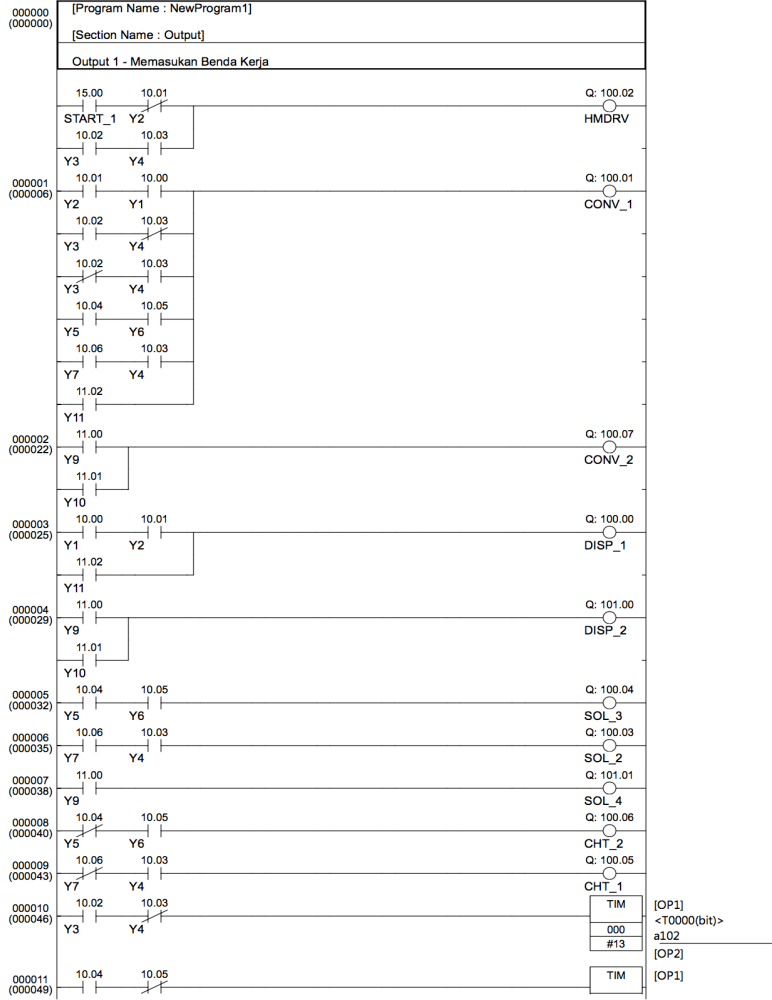 000000
(000000)
[Program Name : NewProgram1]
[Section Name : Output]
Output 1 - Memasukan Benda Kerja
15.00 10.01 Q: 100.02
START_1 Y2 HMDRV
10.02 10.03
Y3 Y4
000001
(000006)
10.01 10.00 Q: 100.01
Y2 Y1 CONV_1
10.02 10.03
Y3 Y4
10.02 10.03
Y3 Y4
10.04 10.05
Y5 Y6
10.06 10.03
Y7 Y4
11.02
Y11
000002
(000022)
11.00 Q: 100.07
Y9 CONV_2
11.01
Y10
000003
(000025)
10.00 10.01 Q: 100.00
Y1 Y2 DISP_1
11.02
Y11
000004
(000029)
11.00 Q: 101.00
Y9 DISP_2
11.01
Y10
000005
(000032)
10.04 10.05 Q: 100.04
Y5 Y6 SOL_3
000006
(000035)
10.06 10.03 Q: 100.03
Y7 Y4 SOL_2
000007
(000038)
11.00 Q: 101.01
Y9 SOL_4
000008
(000040)
10.04 10.05 Q: 100.06
Y5 Y6 CHT_2
000009
(000043)
10.06 10.03 Q: 100.05
Y7 Y4 CHT_1
000010
(000046)
10.02 10.03 TIM [OP1]
Y3 Y4 <T0000(bit)>
000 a102
#13
[OP2]
000011
(000049)
10.04 10.05 TIM [OP1]